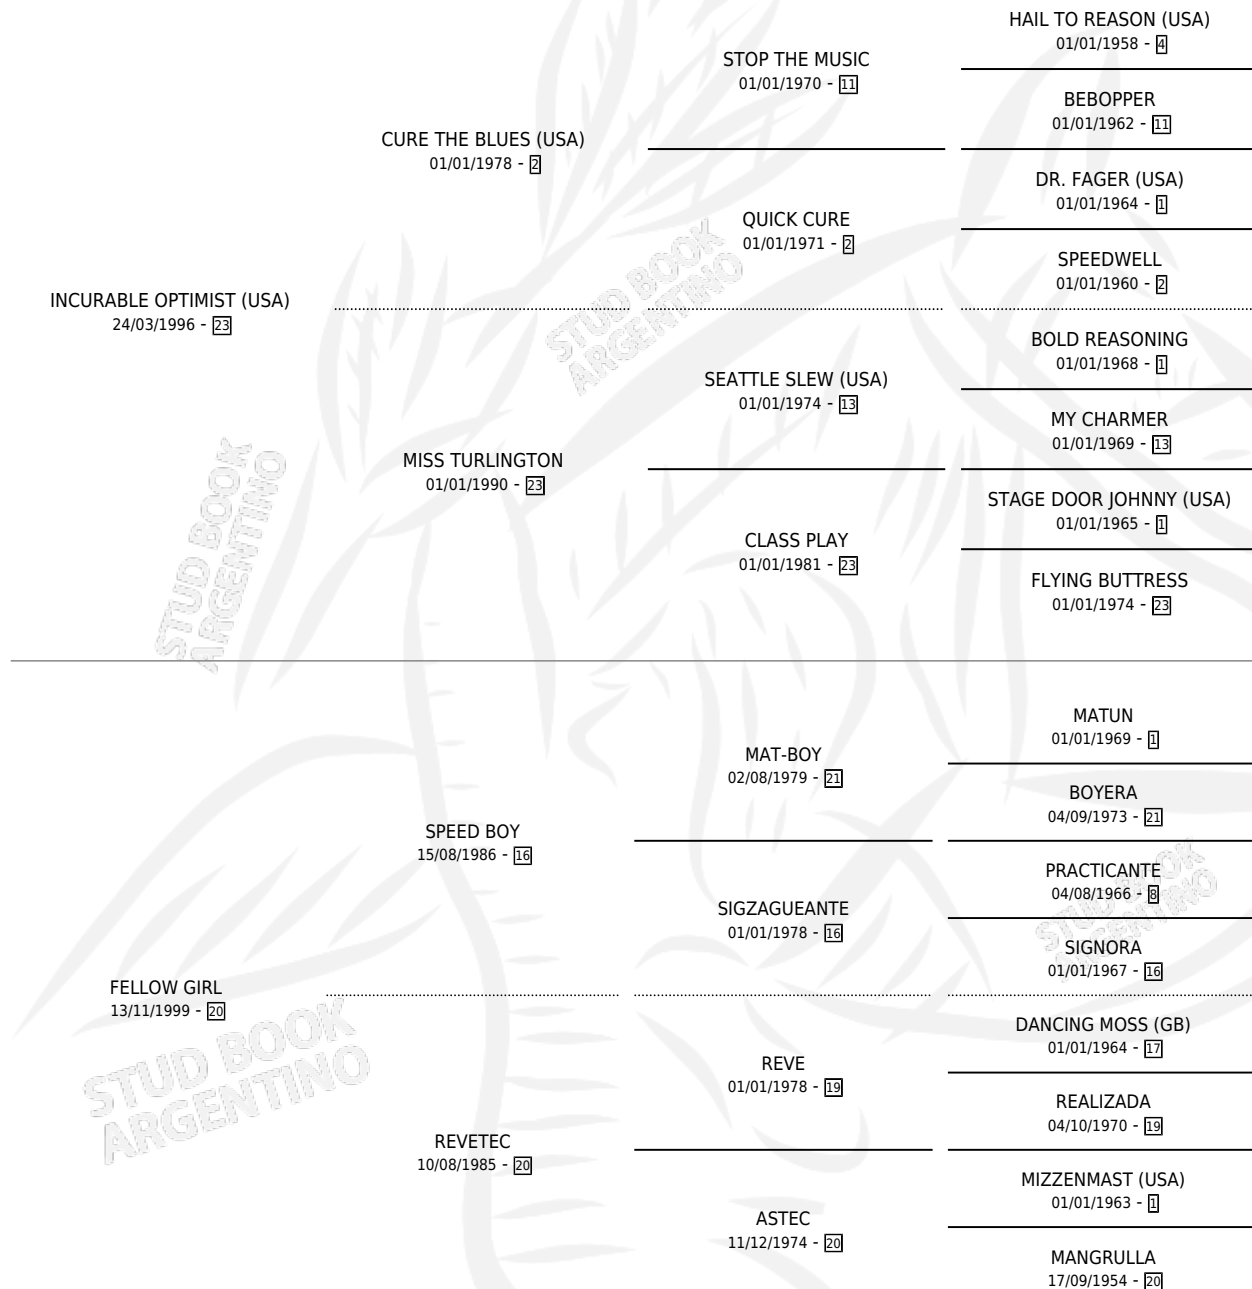 HAIL TO REASON (USA)
01/01/1958 - 4
STOP THE MUSIC
01/01/1970 - 11
BEBOPPER
01/01/1962 - 11
CURE THE BLUES (USA)
01/01/1978 - 2
DR. FAGER (USA)
01/01/1964 - 1
QUICK CURE
01/01/1971 - 2
SPEEDWELL
01/01/1960 - 2
INCURABLE OPTIMIST (USA)
24/03/1996 - 23
BOLD REASONING
01/01/1968 - 1
SEATTLE SLEW (USA)
01/01/1974 - 13
MY CHARMER
01/01/1969 - 13
MISS TURLINGTON
01/01/1990 - 23
STAGE DOOR JOHNNY (USA)
01/01/1965 - 1
CLASS PLAY
01/01/1981 - 23
FLYING BUTTRESS
01/01/1974 - 23
MATUN
01/01/1969 - 1
MAT-BOY
02/08/1979 - 21
BOYERA
04/09/1973 - 21
SPEED BOY
15/08/1986 - 16
PRACTICANTE
04/08/1966 - 8
SIGZAGUEANTE
01/01/1978 - 16
SIGNORA
01/01/1967 - 16
FELLOW GIRL
13/11/1999 - 20
DANCING MOSS (GB)
01/01/1964 - 17
REVE
01/01/1978 - 19
REALIZADA
04/10/1970 - 19
REVETEC
10/08/1985 - 20
MIZZENMAST (USA)
01/01/1963 - 1
ASTEC
11/12/1974 - 20
MANGRULLA
17/09/1954 - 20
STUD BOOK
ARGENTINO
STUD BOOK
ARGENTINO
STUD BOOK
ARGENTINO
STUD BOOK
ARGENTINO